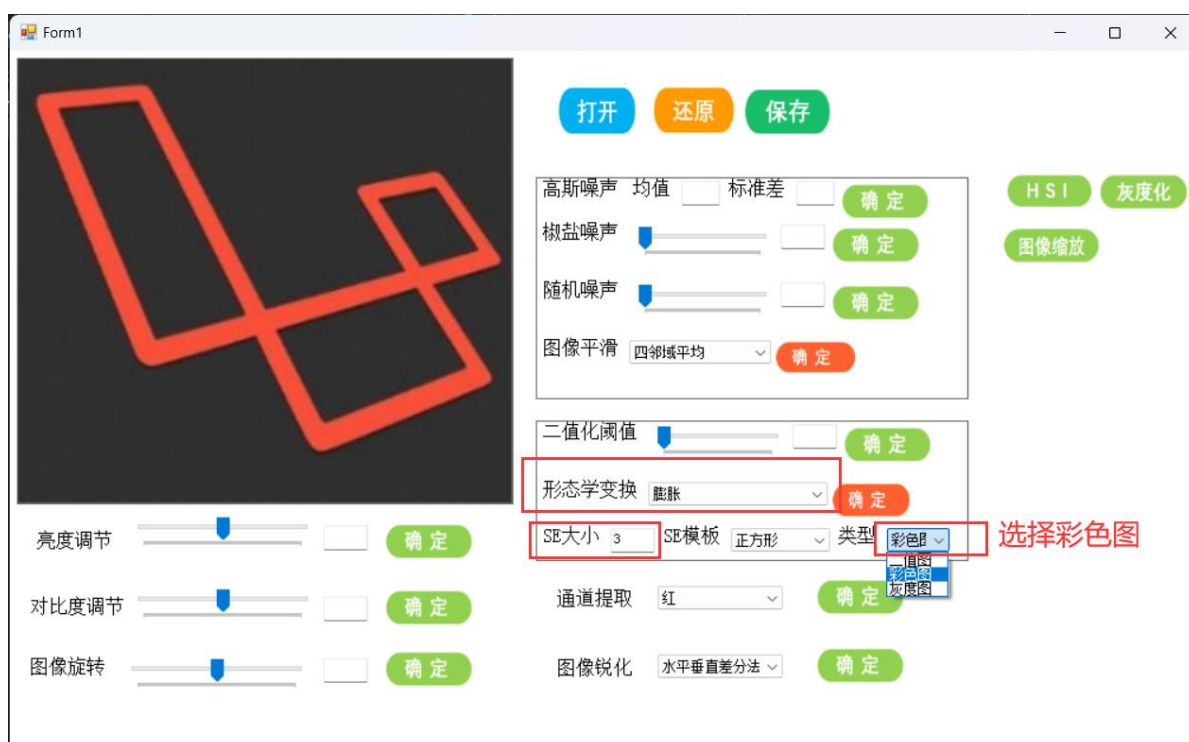 Form1
打开 还原 保存
高斯噪声 均值 标准差 确定
HSI 灰度化
椒盐噪声 确定
图像缩放
随机噪声 确定
图像平滑 四邻域平均 确定
二值化阈值 确定
形态学变换 膨胀 确定
亮度调节 确定
SE大小 3 SE模板 正方形 类型 彩色图 选择彩色图
二值图
彩色图
灰度图
对比度调节 确定
通道提取 红 确定
图像旋转 确定
图像锐化 水平垂直差分法 确定